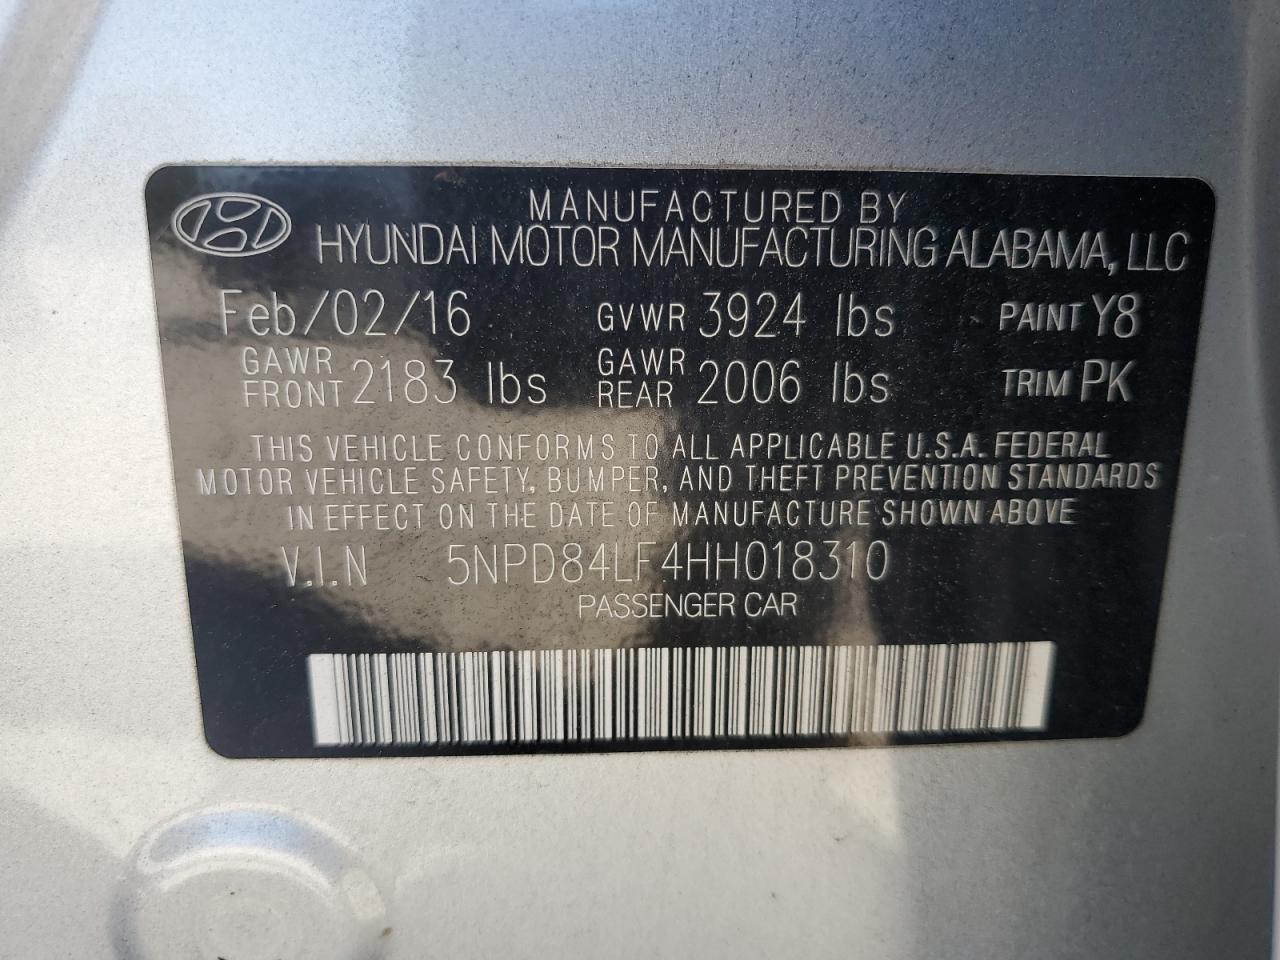 MANUFACTURED BY
HYUNDAI MOTOR MANUFACTURING ALABAMA, LLC
Feb/02/16 GVWR 3924 lbs PAINT Y8
GAWR FRONT 2183 lbs GAWR REAR 2006 lbs TRIM PK
THIS VEHICLE CONFORMS TO ALL APPLICABLE U.S.A. FEDERAL
MOTOR VEHICLE SAFETY, BUMPER, AND THEFT PREVENTION STANDARDS
IN EFFECT ON THE DATE OF MANUFACTURE SHOWN ABOVE
V.I.N 5NPD84LF4HH018310
PASSENGER CAR